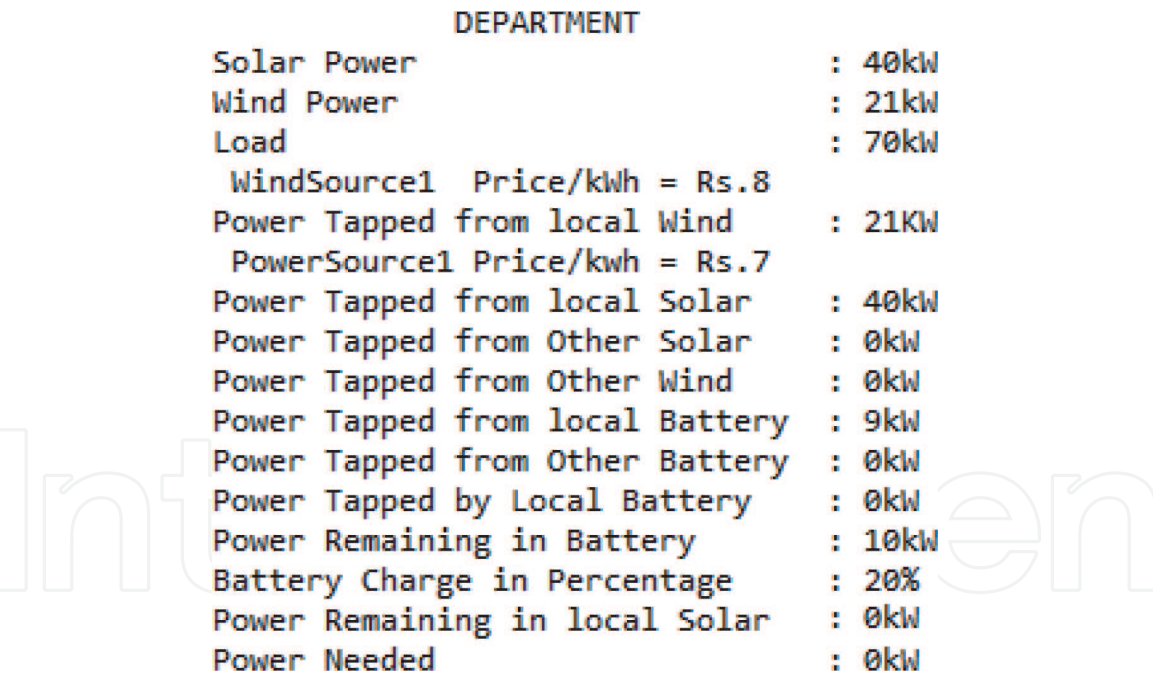 DEPARTMENT
Solar Power : 40kW
Wind Power : 21kW
Load : 70kW
WindSource1 Price/kWh = Rs.8
Power Tapped from local Wind : 21KW
PowerSource1 Price/kwh = Rs.7
Power Tapped from local Solar : 40kW
Power Tapped from Other Solar : 0kW
Power Tapped from Other Wind : 0kW
Power Tapped from local Battery : 9kW
Power Tapped from Other Battery : 0kW
Power Tapped by Local Battery : 0kW
Power Remaining in Battery : 10kW
Battery Charge in Percentage : 20%
Power Remaining in local Solar : 0kW
Power Needed : 0kW